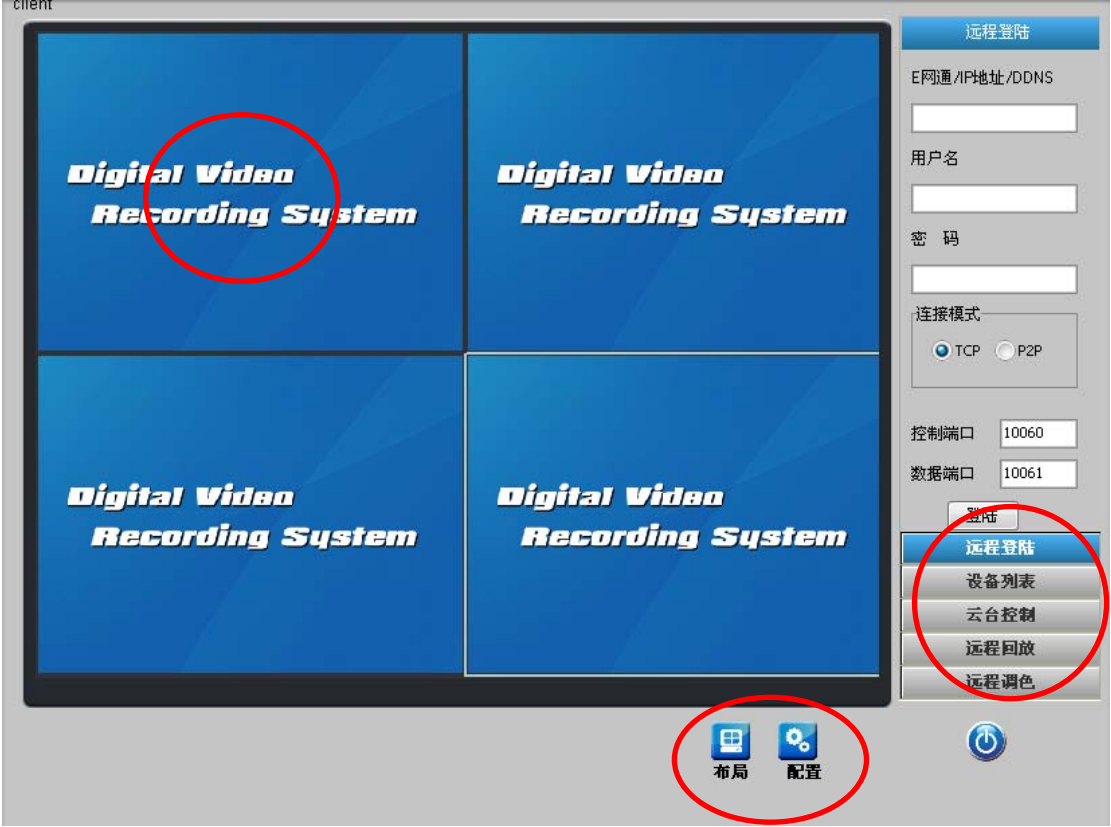 client
Digital Video
Recording System
Digital Video
Recording System
Digital Video
Recording System
Digital Video
Recording System
远程登陆
E网通/IP地址/DDNS
用户名
密 码
连接模式
TCP P2P
控制端口 10060
数据端口 10061
登陆
远程登陆
设备列表
云台控制
远程回放
远程调色
布局 配置